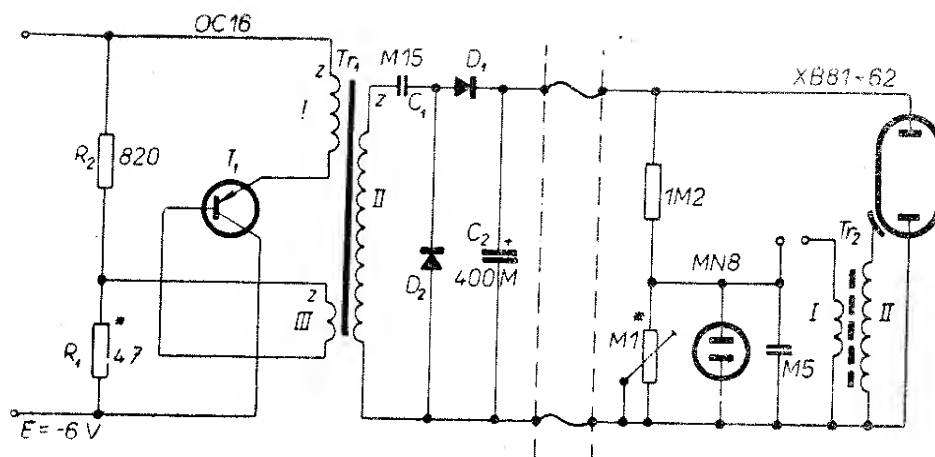 OC16
Tr1
M15
D1
XB81-62
z
z
C1
I
R2 820
T1
II
1M2
C2 +
400 M
D2
MN8
Tr2
z
III
R1 47 *
M1 *
M5
I
II
E = -6 V